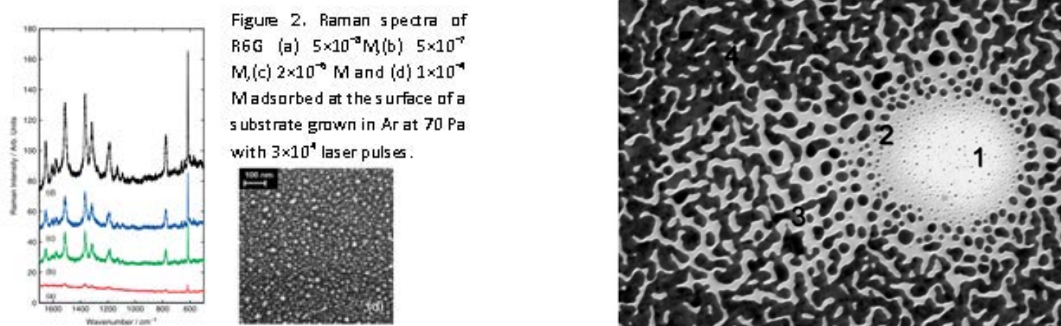 Figure 2. Raman spectra of
R6G (a) 5×10⁻⁸M,(b) 5×10⁻⁷
M,(c) 2×10⁻⁶ M and (d) 1×10⁻⁴
M adsorbed at the surface of a
substrate grown in Ar at 70 Pa
with 3×10⁴ laser pulses.
180
160
140
120
100
80
60
40
20
0
Raman Intensity / Arb. Units
(d)
(c)
(b)
(a)
1600
1400
1200
1000
800
600
Wavenumber / cm⁻¹
100 nm
(d)
4
2
1
3